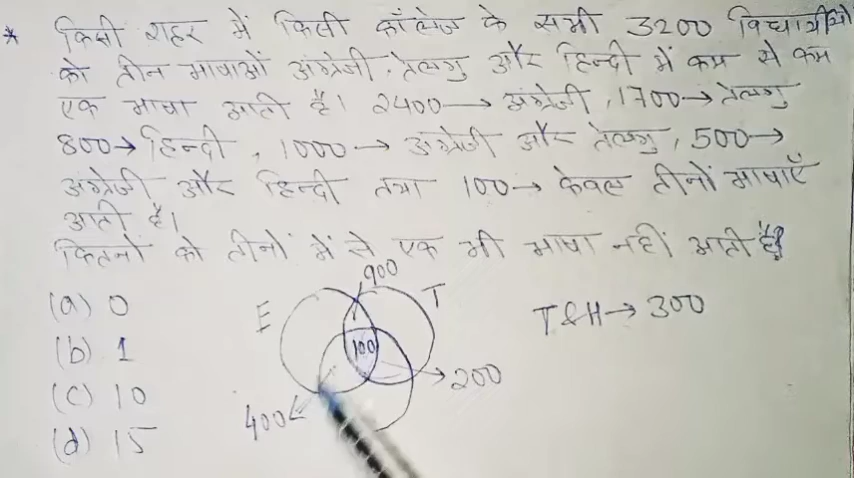 * किसी शहर में किसी कॉलेज के सभी 3200 विद्यार्थीयों
को तीन भाषाओं अंग्रेजी, तेलगु और हिन्दी में कम से कम
एक भाषा आती है। 2400→ अंग्रेजी, 1700→ तेलगु
800→ हिन्दी, 1000→ अंग्रेजी और तेलगु, 500→
अंग्रेजी और हिन्दी तथा 100→ केवल तीनों भाषाएँ
आती है।
कितनों को तीनों में से एक भी भाषा नहीं आती है?
(a) 0
(b) 1
(c) 10
(d) 15
900
E
T
100
200
400
T&H→ 300